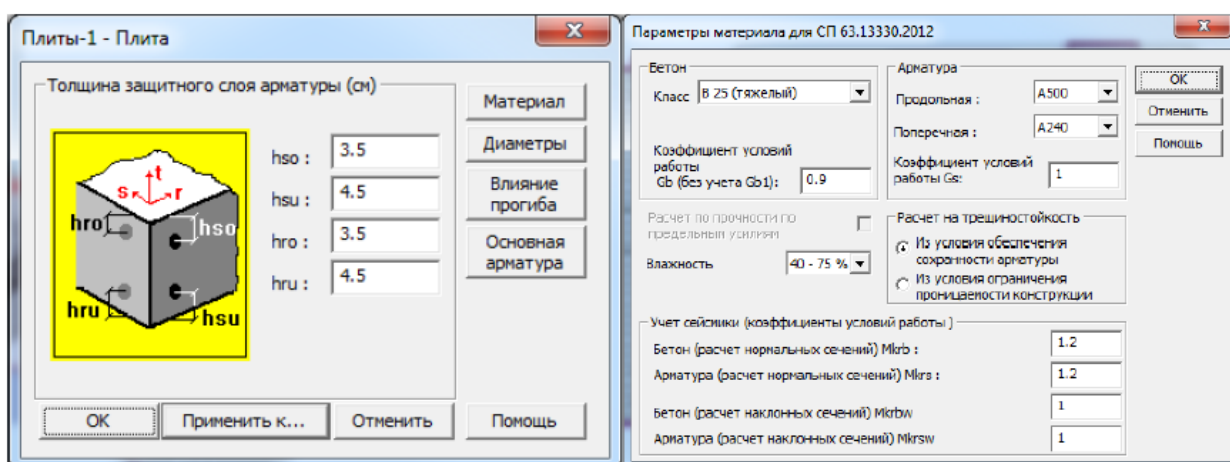 Плиты-1 - Плита
Толщина защитного слоя арматуры (см)
t
s
r
hro
hso
hru
hsu
hso :
3.5
hsu :
4.5
hro :
3.5
hru :
4.5
Материал
Диаметры
Влияние
прогиба
Основная
арматура
ОК
Применить к...
Отменить
Помощь
Параметры материала для СП 63.13330.2012
Бетон
Класс
В 25 (тяжелый)
Коэффициент условий
работы
Gb (без учета Gb1):
0.9
Арматура
Продольная :
A500
Поперечная :
A240
Коэффициент условий
работы Gs:
1
ОК
Отменить
Помощь
Расчет по прочности по
предельным усилиям
Влажность
40 - 75 %
Расчет на трещиностойкость
Из условия обеспечения
сохранности арматуры
Из условия ограничения
проницаемости конструкции
Учет сейсмики (коэффициенты условий работы )
Бетон (расчет нормальных сечений) Mkrb :
1.2
Арматура (расчет нормальных сечений) Mkrs :
1.2
Бетон (расчет наклонных сечений) Mkrbw
1
Арматура (расчет наклонных сечений) Mkrsw
1